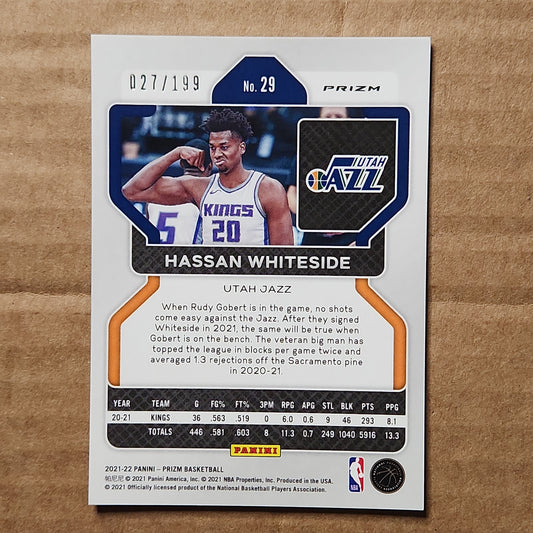 027/199
No. 29
PRIZM
UTAH
JAZZ
KINGS
20
5
HASSAN WHITESIDE
UTAH JAZZ
When Rudy Gobert is in the game, no shots
come easy against the Jazz. After they signed
Whiteside in 2021, the same will be true when
Gobert is on the bench. The veteran big man has
topped the league in blocks per game twice and
averaged 1.3 rejections off the Sacramento pine
in 2020-21.
YEAR TEAM G FG% FT% 3PM RPG APG STL BLK PTS PPG
20-21 KINGS 36 .563 .519 0 6.0 0.6 9 46 293 8.1
TOTALS 446 .581 .603 8 11.3 0.7 249 1040 5916 13.3
PANINI
2021-22 PANINI – PRIZM BASKETBALL
帕尼尼 © 2021 Panini America, Inc. © 2021 NBA Properties, Inc. Produced in the USA.
© 2021 Officially licensed product of the National Basketball Players Association.
NBA